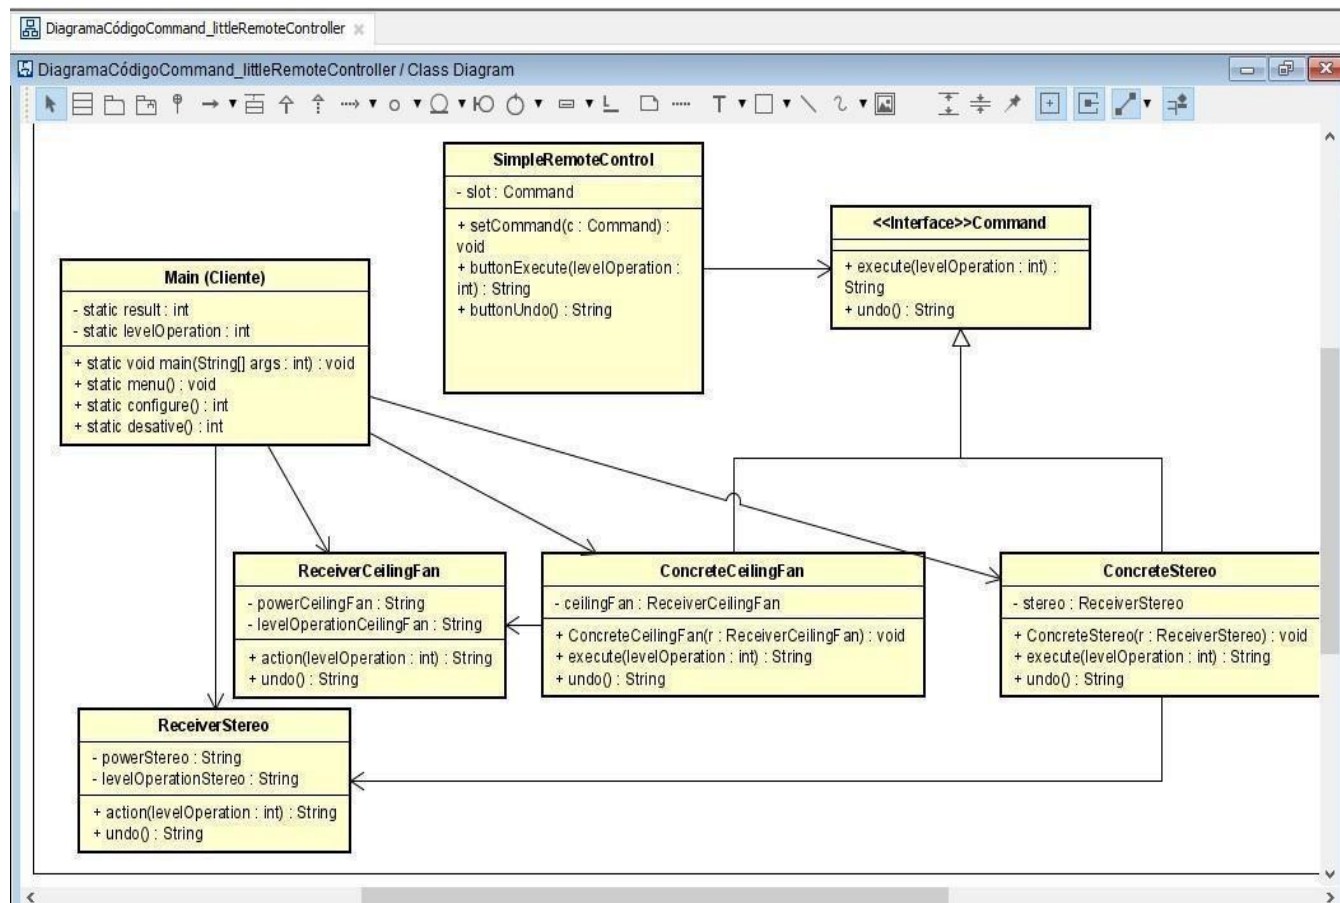 DiagramaCódigoCommand_littleRemoteController
DiagramaCódigoCommand_littleRemoteController / Class Diagram
T
SimpleRemoteControl
- slot : Command
+ setCommand(c : Command) :
void
+ buttonExecute(levelOperation :
int) : String
+ buttonUndo() : String
<<Interface>>Command
+ execute(levelOperation : int) :
String
+ undo() : String
Main (Cliente)
- static result : int
- static levelOperation : int
+ static void main(String[] args : int) : void
+ static menu() : void
+ static configure() : int
+ static desative() : int
ReceiverCeilingFan
- powerCeilingFan : String
- levelOperationCeilingFan : String
+ action(levelOperation : int) : String
+ undo() : String
ConcreteCeilingFan
- ceilingFan : ReceiverCeilingFan
+ ConcreteCeilingFan(r : ReceiverCeilingFan) : void
+ execute(levelOperation : int) : String
+ undo() : String
ConcreteStereo
- stereo : ReceiverStereo
+ ConcreteStereo(r : ReceiverStereo) : void
+ execute(levelOperation : int) : String
+ undo() : String
ReceiverStereo
- powerStereo : String
- levelOperationStereo : String
+ action(levelOperation : int) : String
+ undo() : String